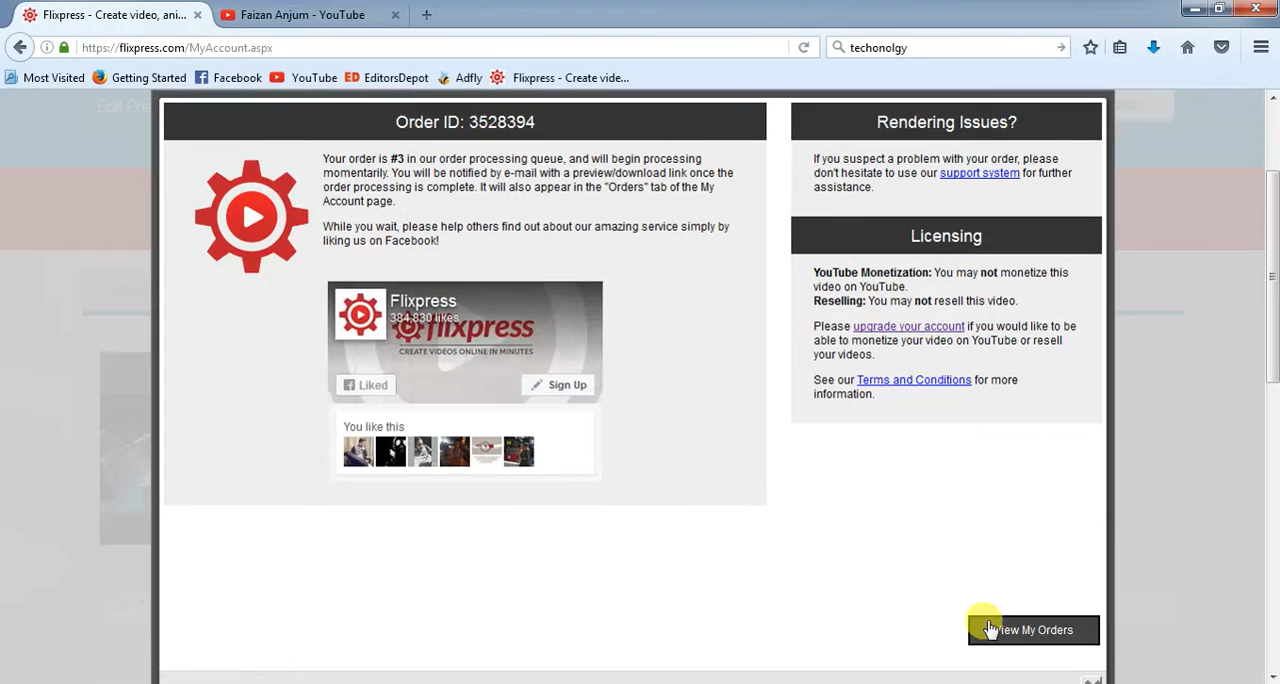 Flixpress - Create video, ani...
Faizan Anjum - YouTube
https://flixpress.com/MyAccount.aspx
techonolgy
Most Visited
Getting Started
Facebook
YouTube
ED EditorsDepot
Adfly
Flixpress - Create vide...
Order ID: 3528394
Your order is #3 in our order processing queue, and will begin processing
momentarily. You will be notified by e-mail with a preview/download link once the
order processing is complete. It will also appear in the "Orders" tab of the My
Account page.
While you wait, please help others find out about our amazing service simply by
liking us on Facebook!
Flixpress
384,830 likes
flixpress
CREATE VIDEOS ONLINE IN MINUTES
Liked
Sign Up
You like this
Rendering Issues?
If you suspect a problem with your order, please
don't hesitate to use our support system for further
assistance.
Licensing
YouTube Monetization: You may not monetize this
video on YouTube.
Reselling: You may not resell this video.
Please upgrade your account if you would like to be
able to monetize your video on YouTube or resell
your videos.
See our Terms and Conditions for more
information.
View My Orders